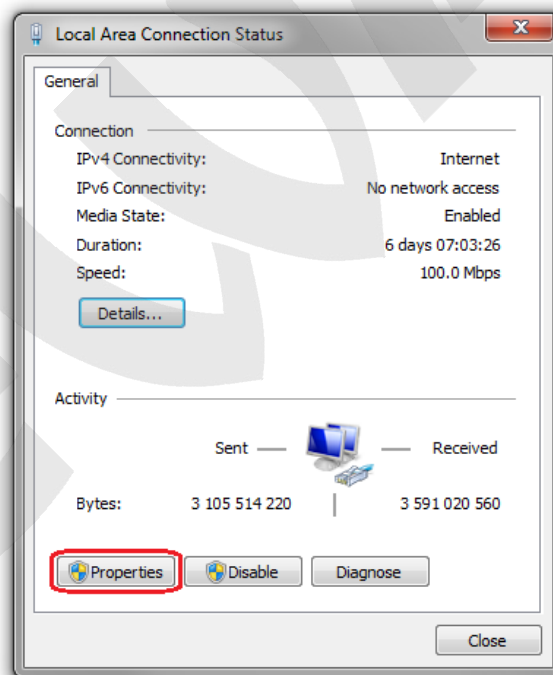 Local Area Connection Status
General
Connection
IPv4 Connectivity: Internet
IPv6 Connectivity: No network access
Media State: Enabled
Duration: 6 days 07:03:26
Speed: 100.0 Mbps
Details...
Activity
Sent Received
Bytes: 3 105 514 220 3 591 020 560
Properties Disable Diagnose
Close